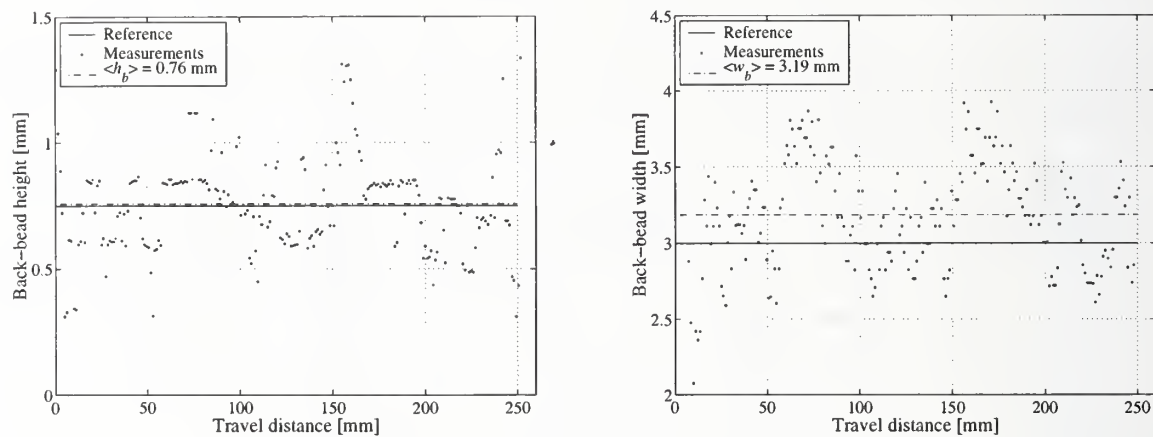 1.5
1
0.5
0
Back−bead height [mm]
Reference
Measurements
<h_b> = 0.76 mm
0 50 100 150 200 250
Travel distance [mm]
4.5
4
3.5
3
2.5
2
Back−bead width [mm]
Reference
Measurements
<w_b> = 3.19 mm
0 50 100 150 200 250
Travel distance [mm]